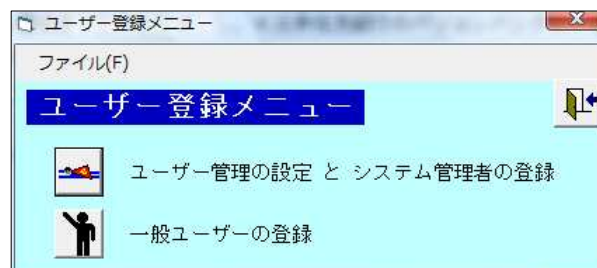 ユーザー登録メニュー
ファイル(F)
ユーザー登録メニュー
ユーザー管理の設定 と システム管理者の登録
一般ユーザーの登録